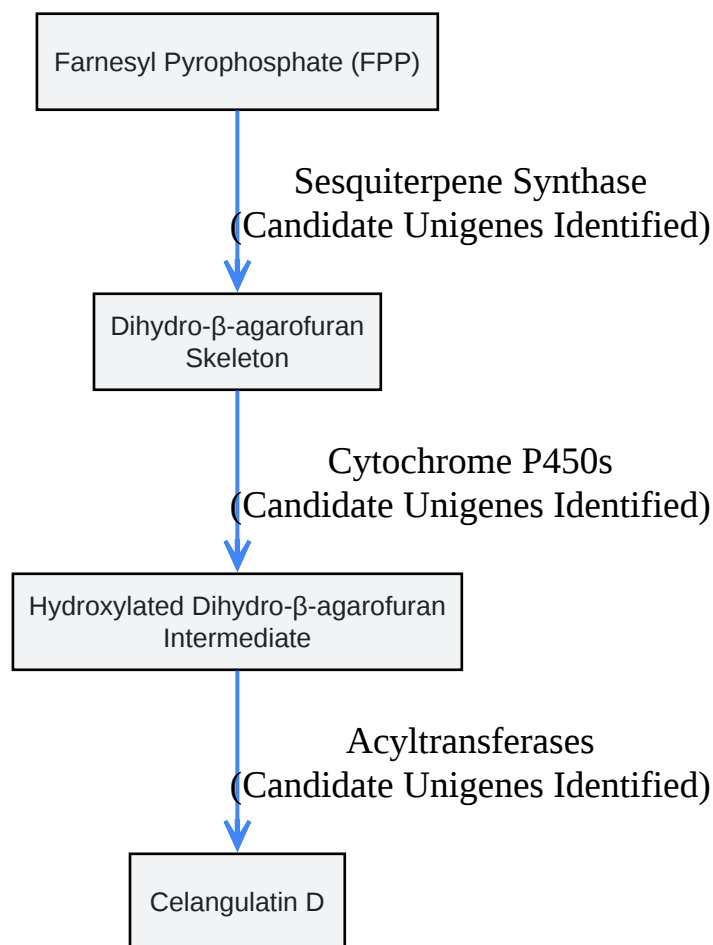 Farnesyl Pyrophosphate (FPP)
Sesquiterpene Synthase
(Candidate Unigenes Identified)
Dihydro-β-agarofuran
Skeleton
Cytochrome P450s
(Candidate Unigenes Identified)
Hydroxylated Dihydro-β-agarofuran
Intermediate
Acyltransferases
(Candidate Unigenes Identified)
Celangulatin D